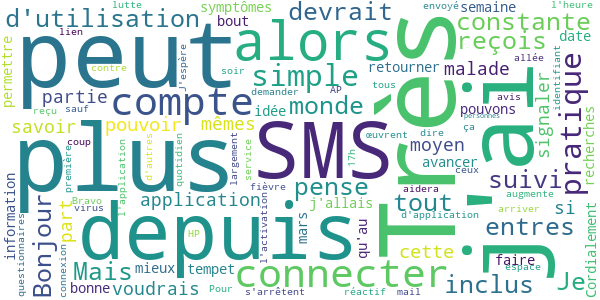 lutte
symptômes
envoyé
semaine
l'heure
d'utilisation
bout
devrait
constante
lien
alors
reçois
date
peut
permettre
contre
J'espère
soir
simple
retourner
malade
allée
pratique
partie
compte
demander
AP
tous
avis
identifiant
reçu
sauf
idée
monde
pouvons
signaler
savoir
pouvoir
mêmes
œuvrent
dire
ça
personnes
recherches
plus
SMS
Très
j'ai
coup
première
l'application
d'autres
quotidien
largement
service
17h
moyen
avancer
ceux
suivi
pense
fièvre
aidera
Bonjour
Bravo
virus
application
j'allais
tout
d'application
augmente
si
information
questionnaires
part
depuis
HP
l'activation
mars
qu'au
entres
arriver
Cordialement
connexion
Mais
mieux
tempet
connecter
cette
faire
espace
bonne
voudrais
Pour
s'arrêtent
réactif
mail
inclus
Je